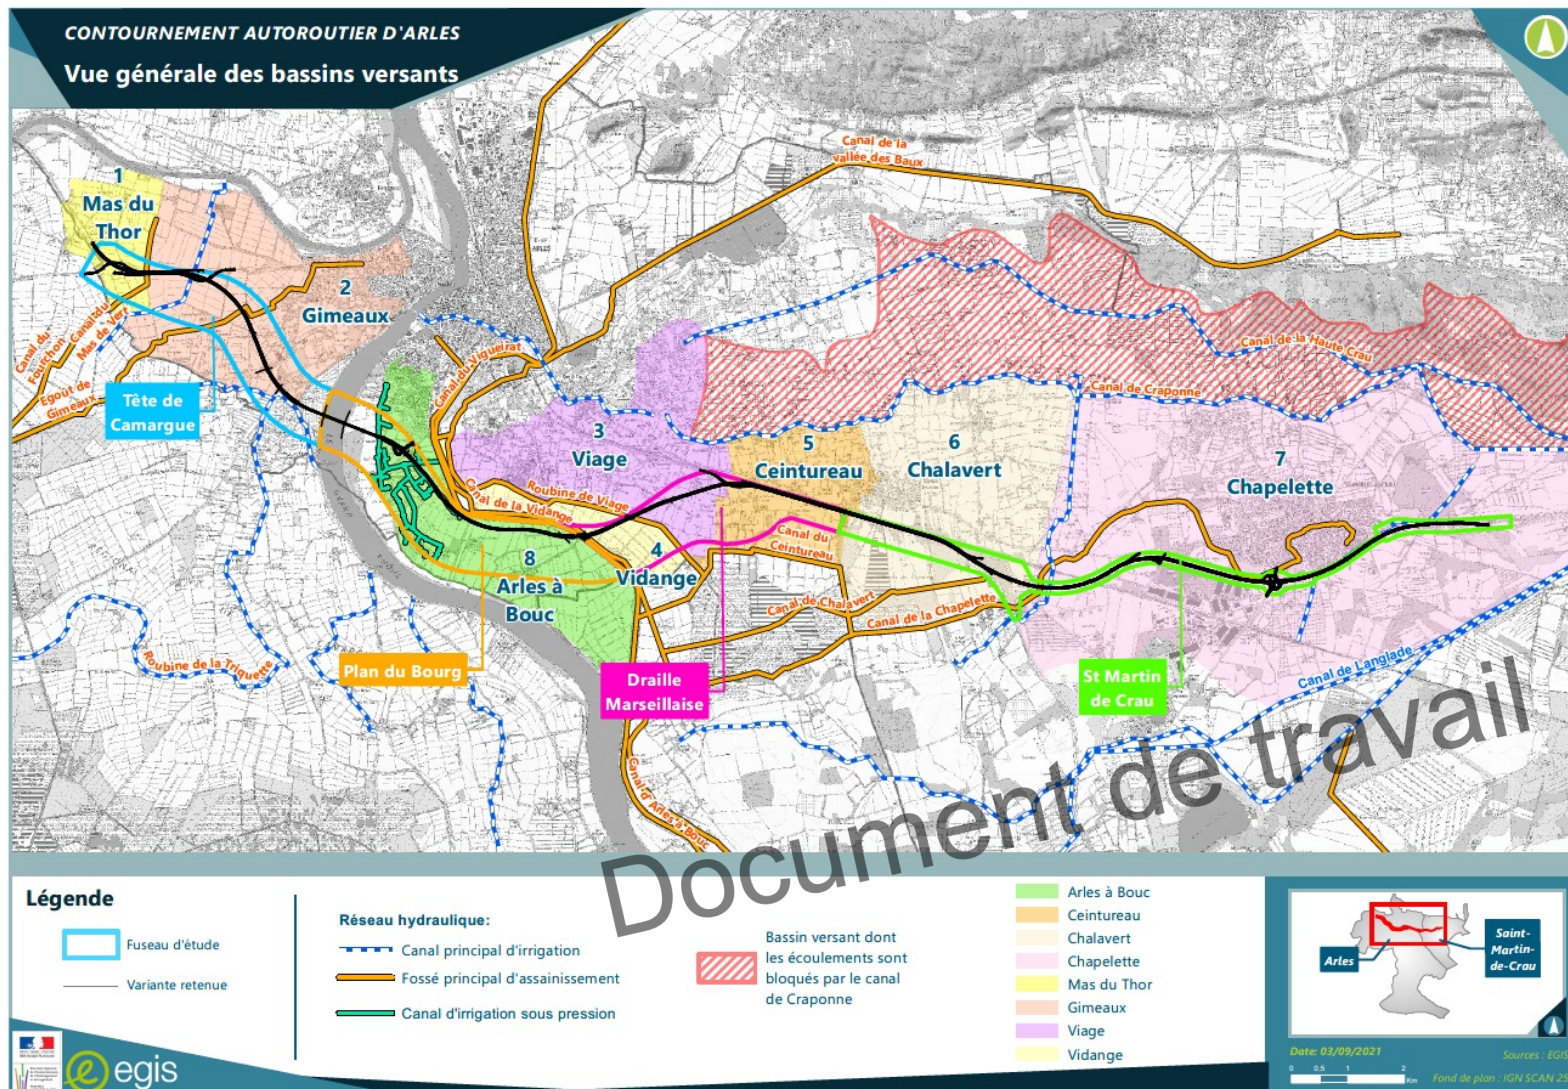 CONTOURNEMENT AUTOROUTIER D'ARLES
Vue générale des bassins versants
Canal de la
vallée des Baux
1
Mas du
Thor
2
Gimeaux
Canal du
Fourchon
Canal du
Mas de Vert
Egout de
Gimeaux
Tête de
Camargue
ARLES
Canal du Vigueirat
Canal de la Haute Crau
Canal de Craponne
3
Viage
5
Ceintureau
6
Chalavert
7
Chapelette
Roubine de Viage
Canal de la Vidange
Canal du
Ceintureau
4
Vidange
8
Arles à
Bouc
Canal de Chalavert
Canal de la Chapelette
Roubine de la Triquette
Plan du Bourg
Draille
Marseillaise
St Martin
de Crau
Canal de Langlade
Canal d'Arles à Bouc
Document de travail
Légende
Fuseau d'étude
Variante retenue
Réseau hydraulique:
Canal principal d'irrigation
Fossé principal d'assainissement
Canal d'irrigation sous pression
Bassin versant dont
les écoulements sont
bloqués par le canal
de Craponne
Arles à Bouc
Ceintureau
Chalavert
Chapelette
Mas du Thor
Gimeaux
Viage
Vidange
Arles
Saint-
Martin-
de-Crau
Date: 03/09/2021
Sources : EGIS
0 0,5 1 2
Km
Fond de plan : IGN SCAN 25
egis